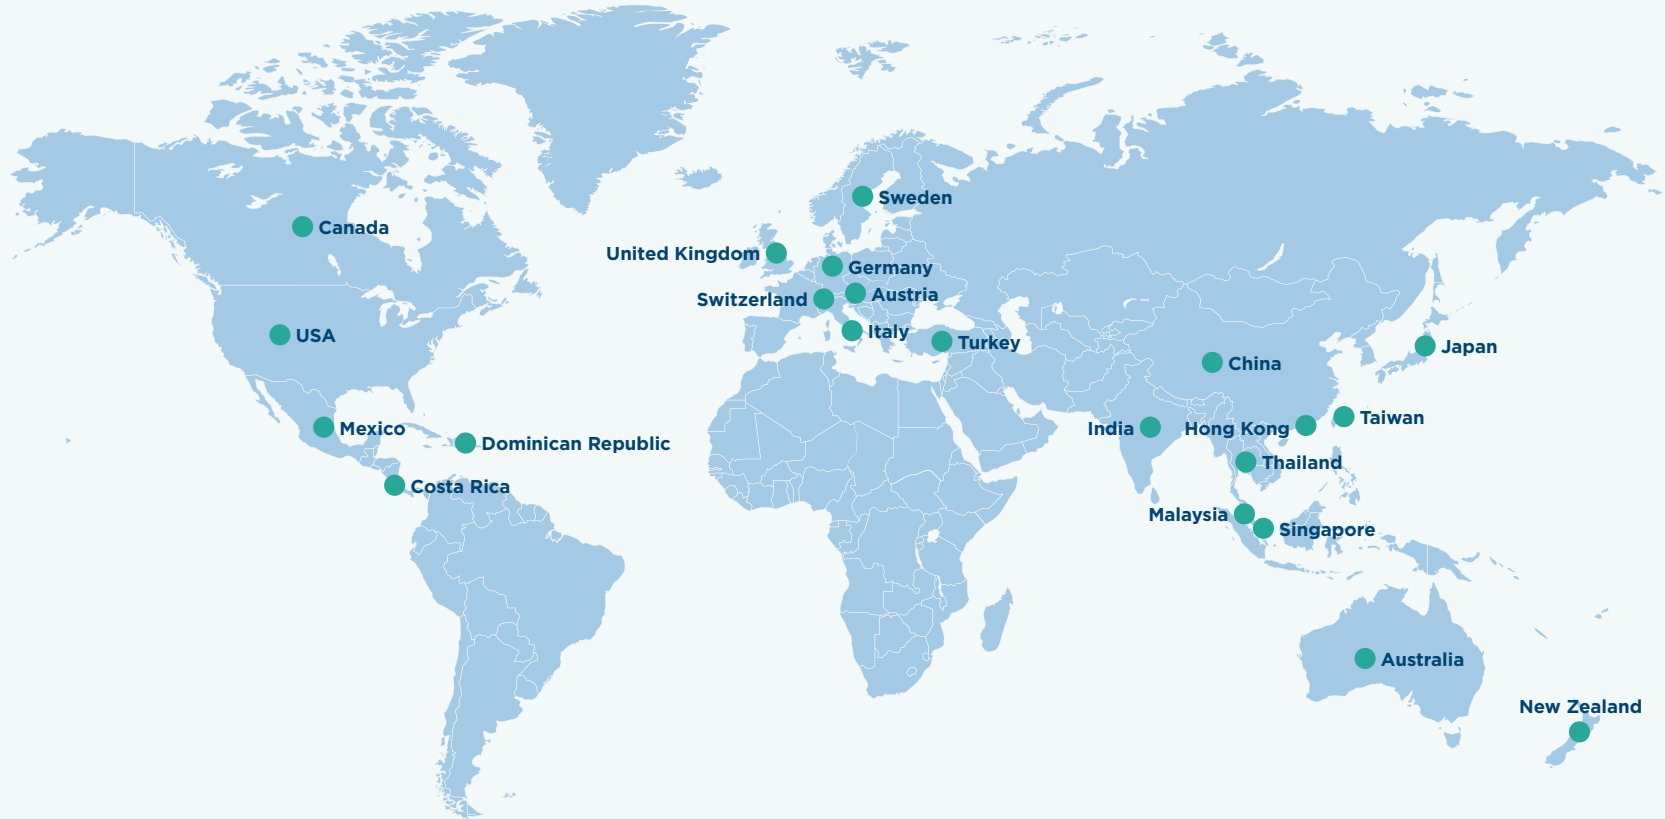 Sweden
Canada
United Kingdom
Germany
Austria
Switzerland
Italy
USA
Turkey
Japan
China
Taiwan
Mexico
India
Hong Kong
Dominican Republic
Thailand
Costa Rica
Malaysia
Singapore
Australia
New Zealand